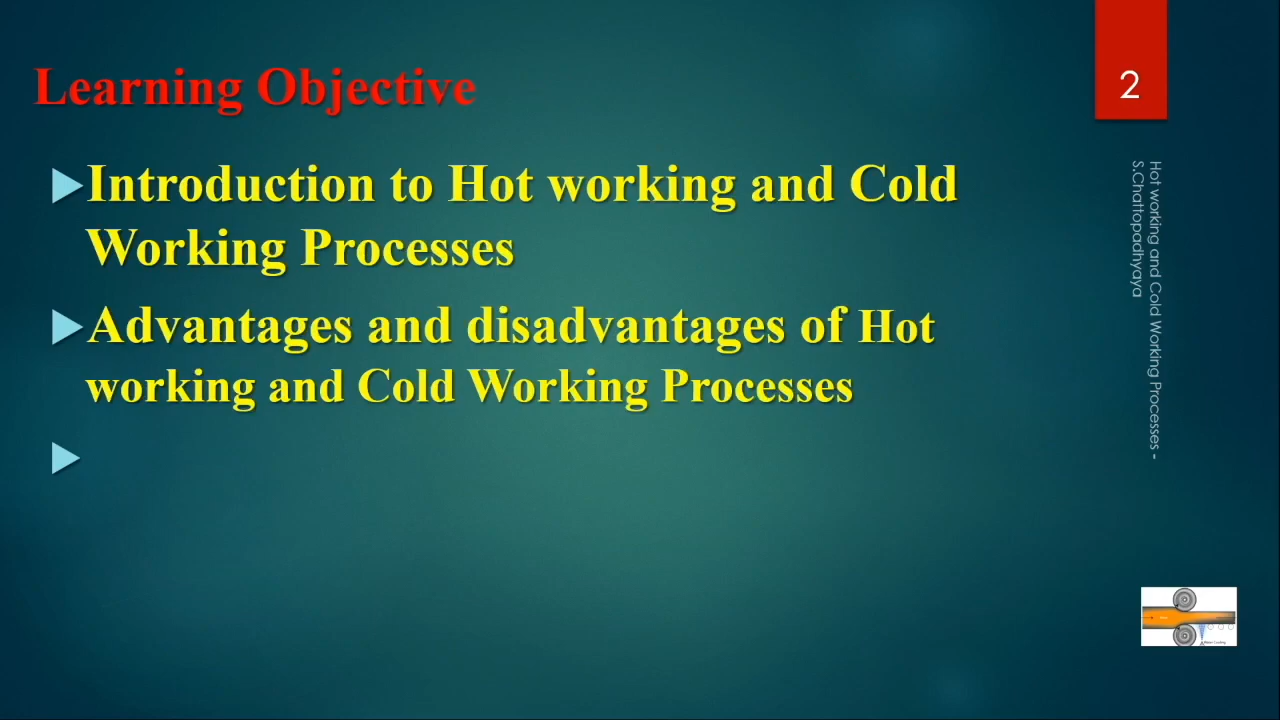 Learning Objective
2
Introduction to Hot working and Cold
Working Processes
Advantages and disadvantages of Hot
working and Cold Working Processes
Hot working and Cold Working Processes -
S.Chattopadhyaya